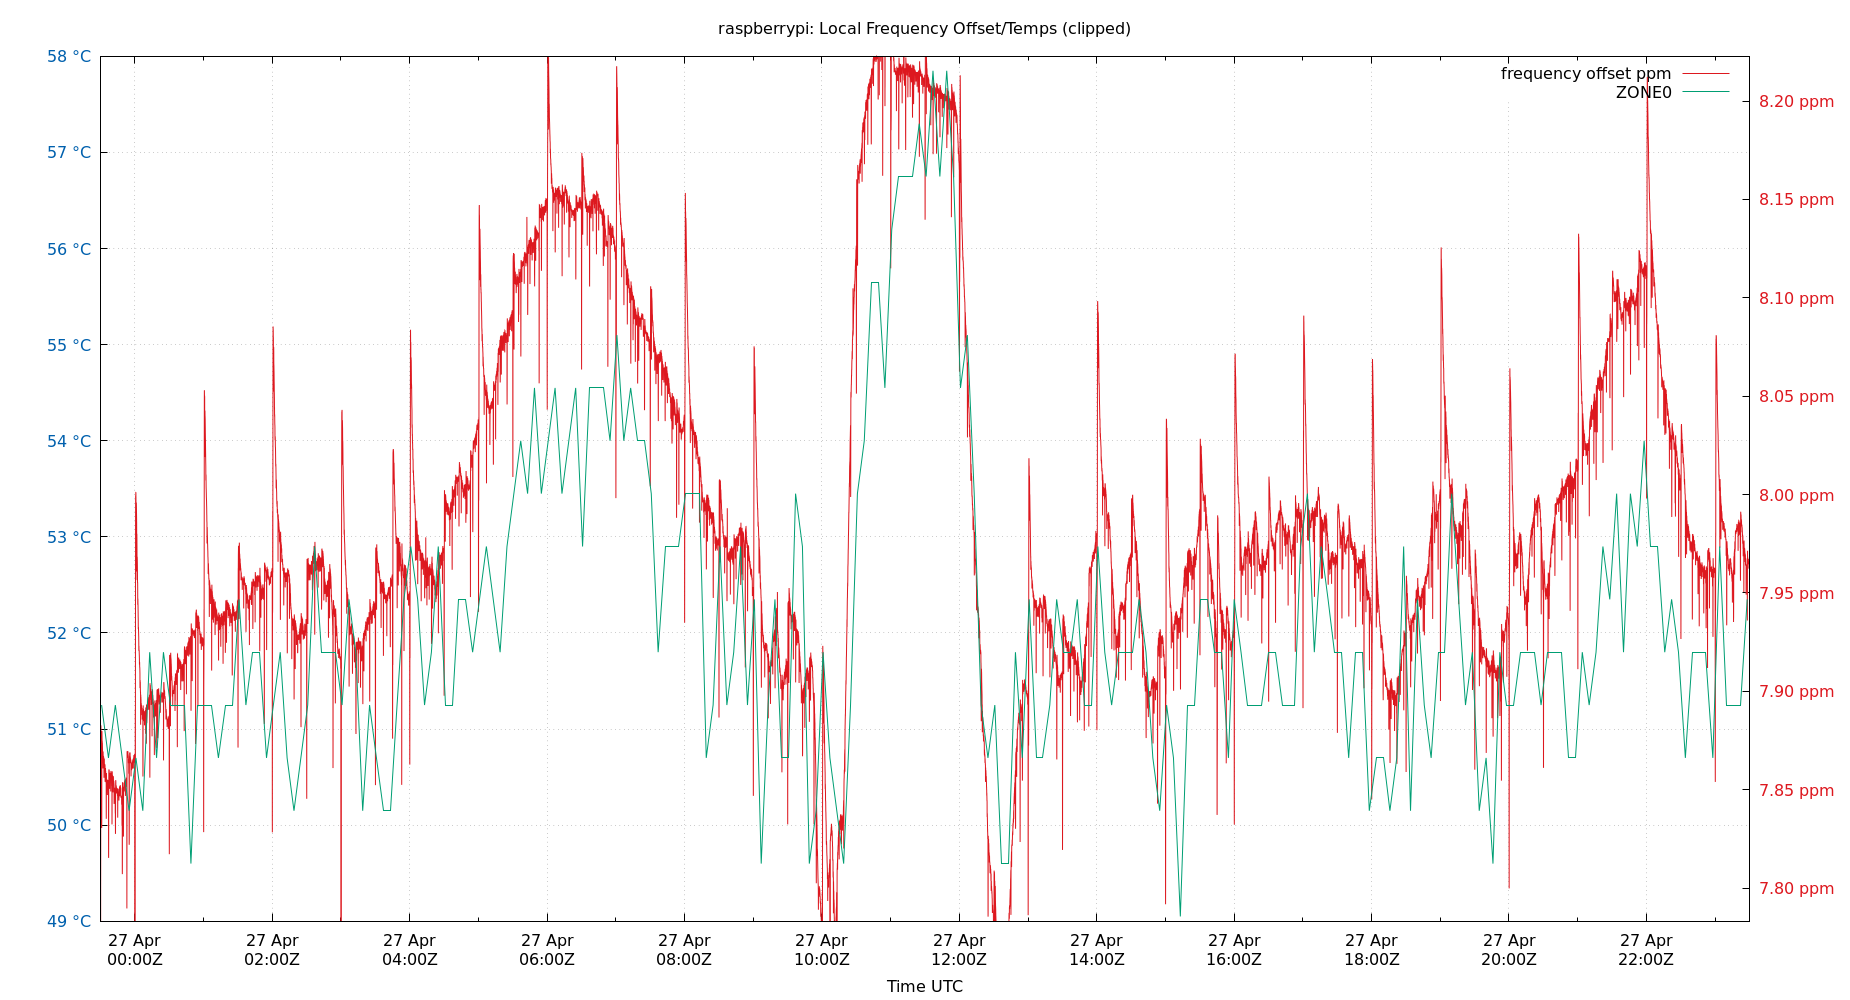 raspberrypi: Local Frequency Offset/Temps (clipped)
58 °C
57 °C
56 °C
55 °C
54 °C
53 °C
52 °C
51 °C
50 °C
49 °C
frequency offset ppm
ZONE0
8.20 ppm
8.15 ppm
8.10 ppm
8.05 ppm
8.00 ppm
7.95 ppm
7.90 ppm
7.85 ppm
7.80 ppm
27 Apr
00:00Z
27 Apr
02:00Z
27 Apr
04:00Z
27 Apr
06:00Z
27 Apr
08:00Z
27 Apr
10:00Z
27 Apr
12:00Z
27 Apr
14:00Z
27 Apr
16:00Z
27 Apr
18:00Z
27 Apr
20:00Z
27 Apr
22:00Z
Time UTC